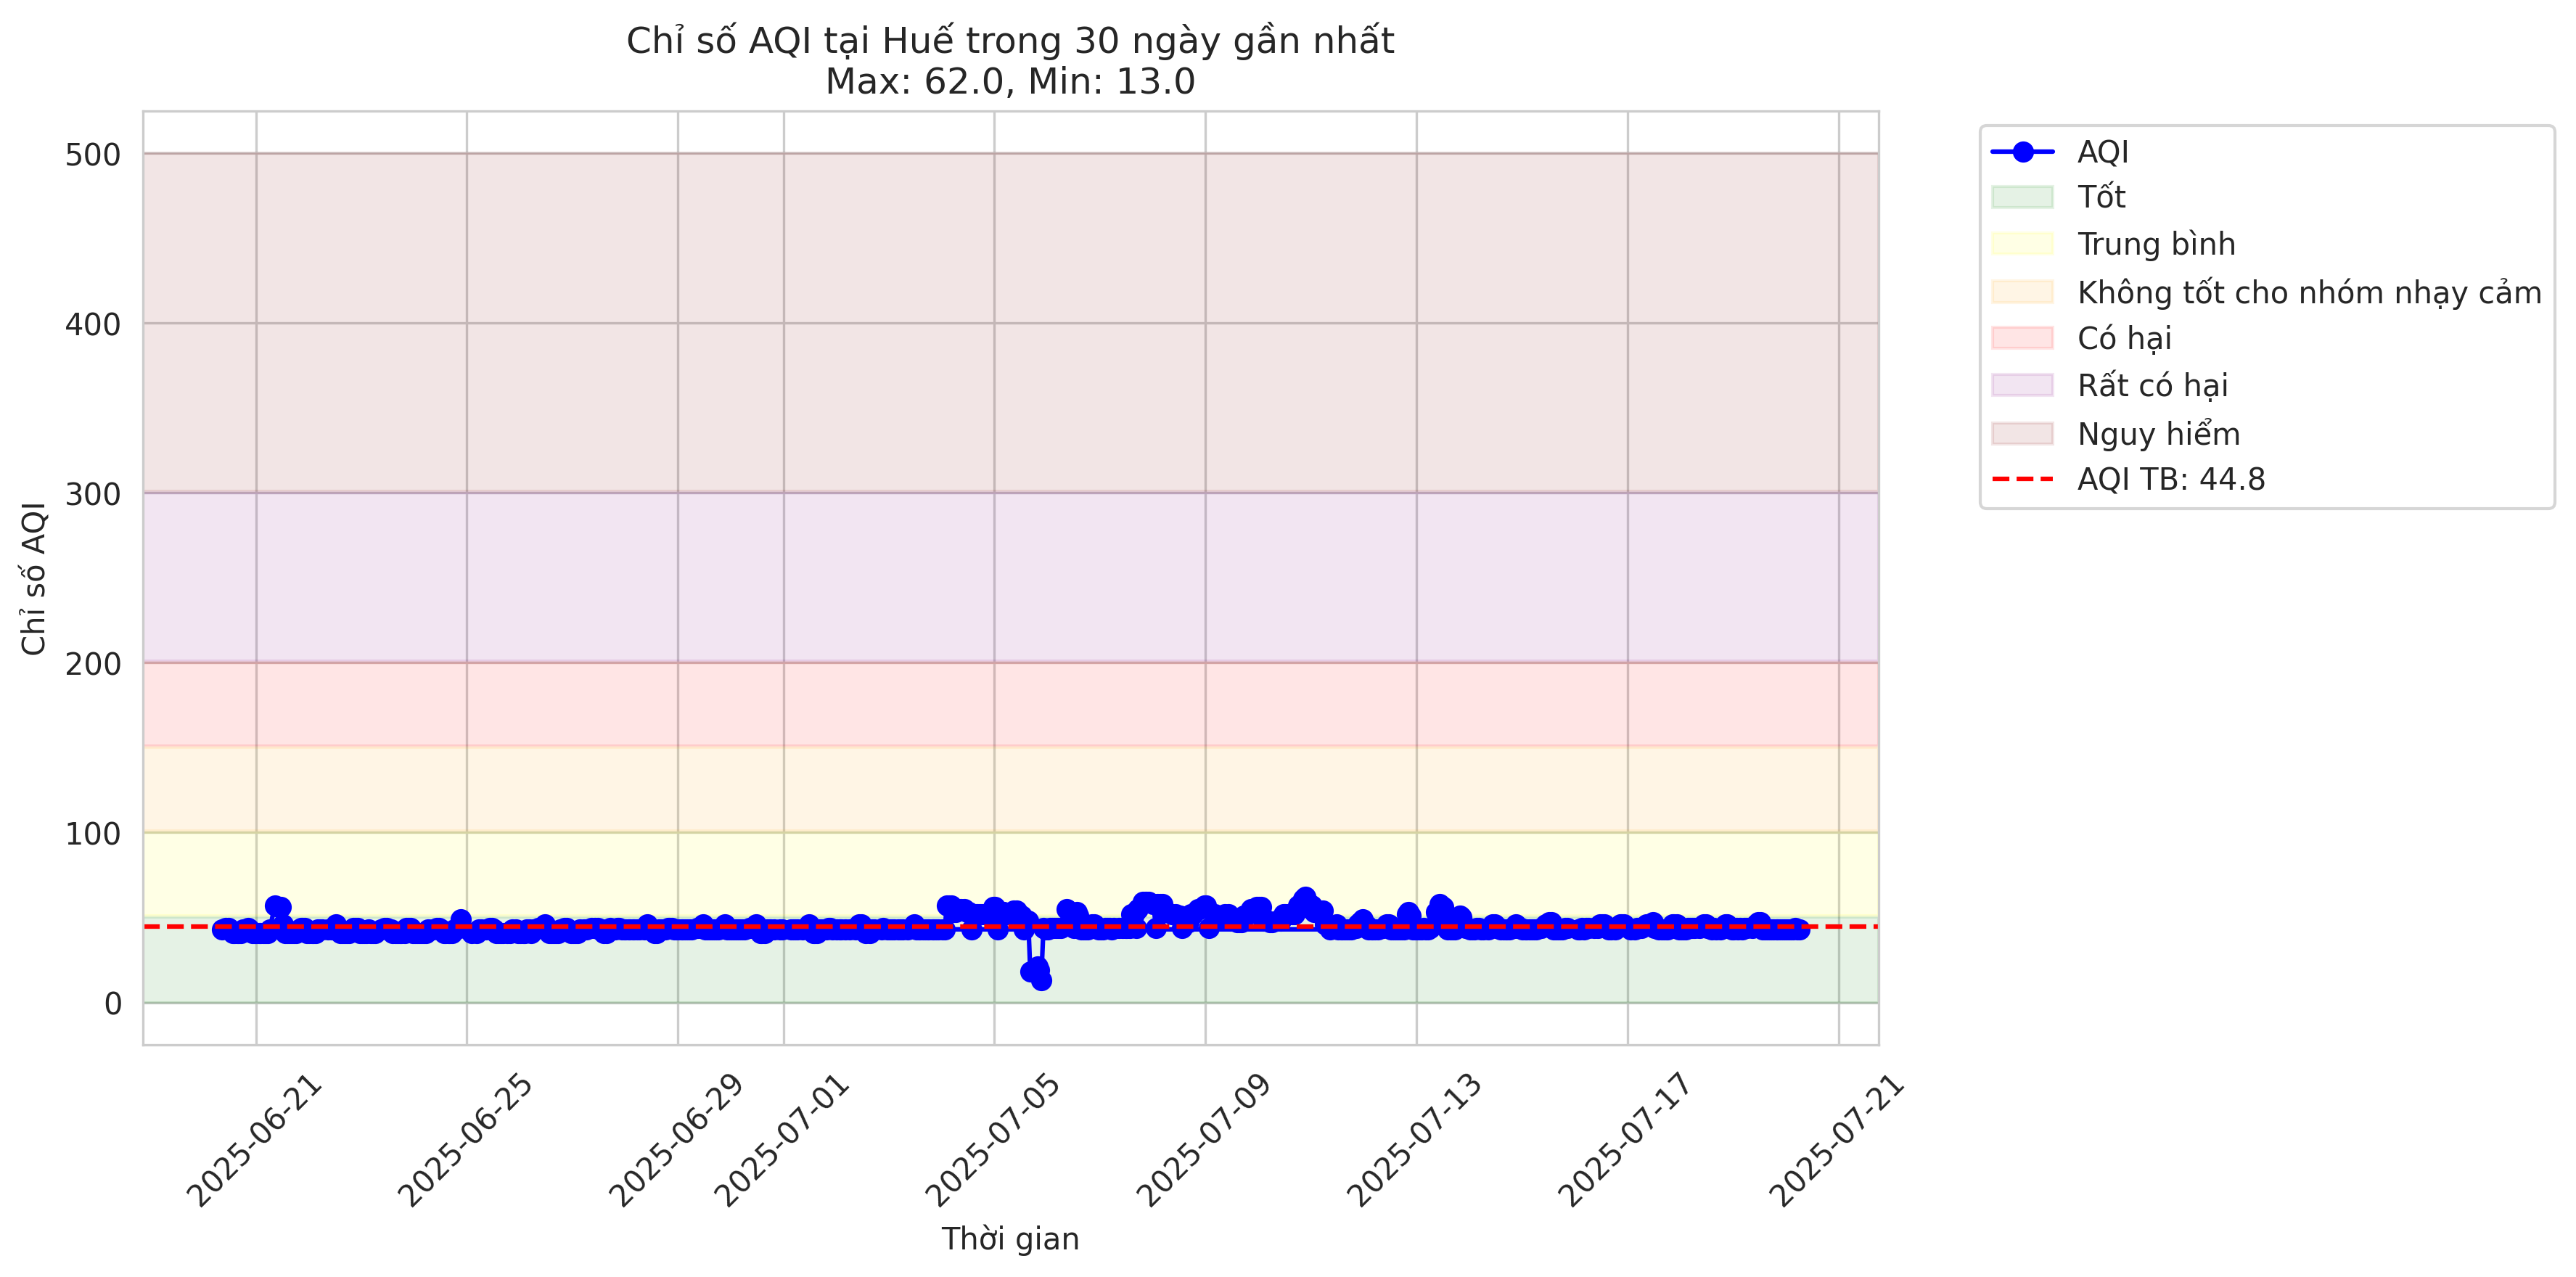 Chỉ số AQI tại Huế trong 30 ngày gần nhất
Max: 62.0, Min: 13.0
Chỉ số AQI
500
400
300
200
100
0
2025-06-21
2025-06-25
2025-06-29
2025-07-01
2025-07-05
2025-07-09
2025-07-13
2025-07-17
2025-07-21
Thời gian
AQI
Tốt
Trung bình
Không tốt cho nhóm nhạy cảm
Có hại
Rất có hại
Nguy hiểm
AQI TB: 44.8